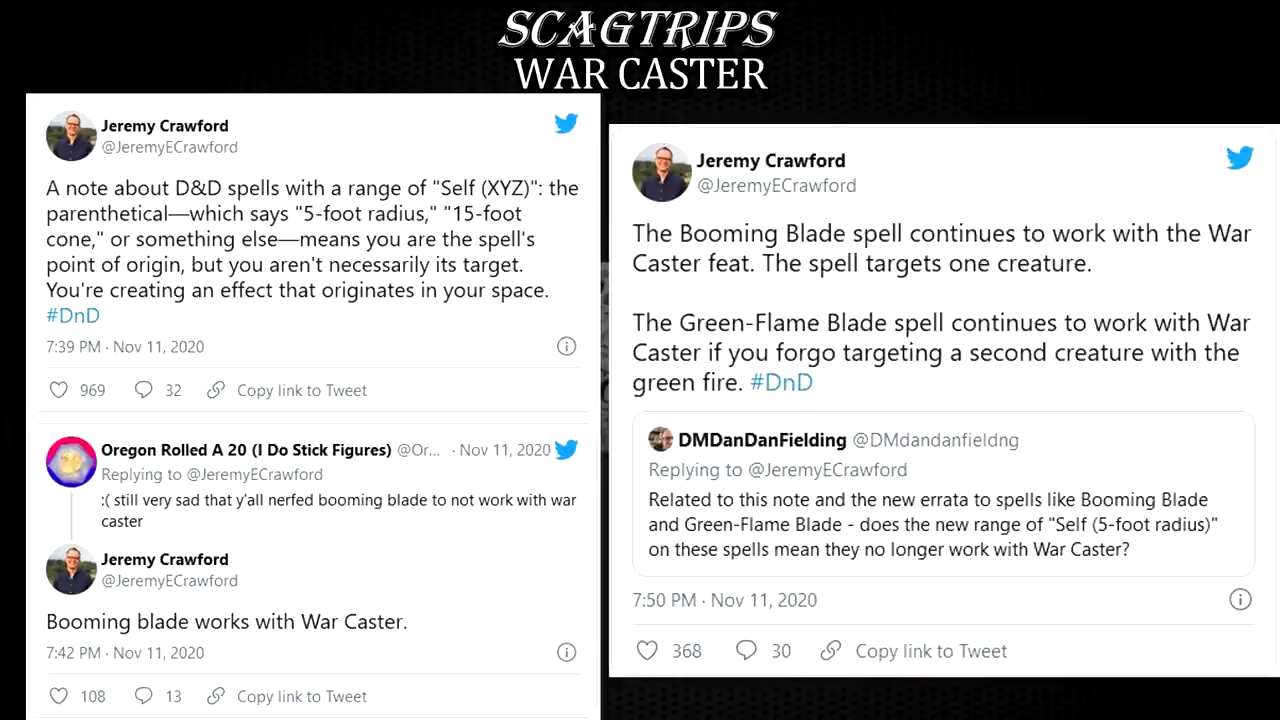 SCAGTRIPS
WAR CASTER
Jeremy Crawford
@JeremyECrawford
A note about D&D spells with a range of "Self (XYZ)": the
parenthetical—which says "5-foot radius," "15-foot
cone," or something else—means you are the spell's
point of origin, but you aren't necessarily its target.
You're creating an effect that originates in your space.
#DnD
7:39 PM · Nov 11, 2020
969 32 Copy link to Tweet
Oregon Rolled A 20 (I Do Stick Figures) @Or... · Nov 11, 2020
Replying to @JeremyECrawford
:( still very sad that y'all nerfed booming blade to not work with war
caster
Jeremy Crawford
@JeremyECrawford
Booming blade works with War Caster.
7:42 PM · Nov 11, 2020
108 13 Copy link to Tweet
Jeremy Crawford
@JeremyECrawford
The Booming Blade spell continues to work with the War
Caster feat. The spell targets one creature.
The Green-Flame Blade spell continues to work with War
Caster if you forgo targeting a second creature with the
green fire. #DnD
DMDanDanFielding @DMdandanfieldng
Replying to @JeremyECrawford
Related to this note and the new errata to spells like Booming Blade
and Green-Flame Blade - does the new range of "Self (5-foot radius)"
on these spells mean they no longer work with War Caster?
7:50 PM · Nov 11, 2020
368 30 Copy link to Tweet